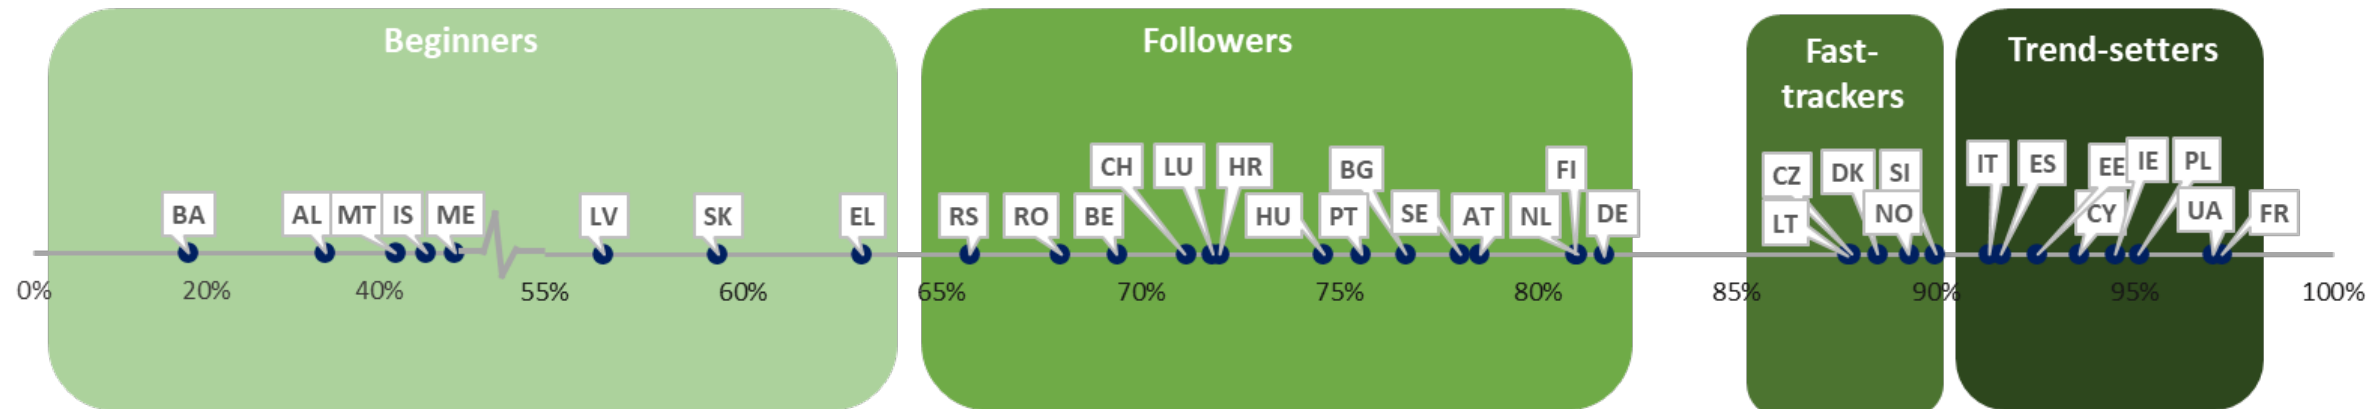 Beginners
Followers
Fast-
trackers
Trend-setters
BA
AL
MT
IS
ME
LV
SK
EL
RS
RO
BE
CH
LU
HR
HU
PT
BG
SE
AT
NL
FI
DE
CZ
LT
DK
SI
NO
IT
ES
EE
CY
IE
PL
UA
FR
0% 20% 40% 55% 60% 65% 70% 75% 80% 85% 90% 95% 100%